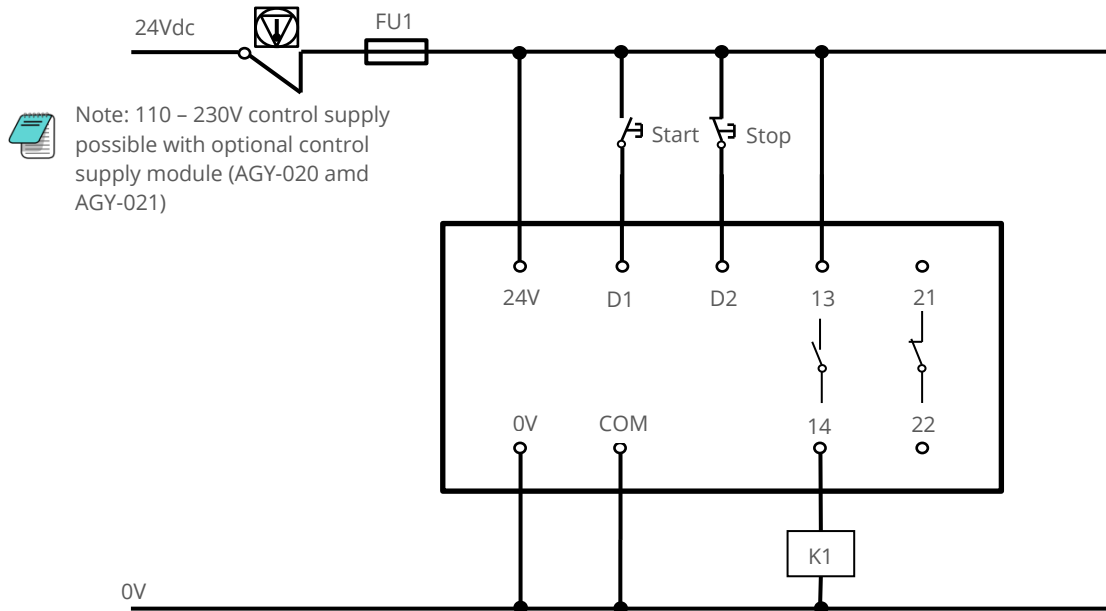 24Vdc
FU1
Note: 110 – 230V control supply
possible with optional control
supply module (AGY-020 amd
AGY-021)
Start
Stop
24V
D1
D2
13
21
0V
COM
14
22
K1
0V